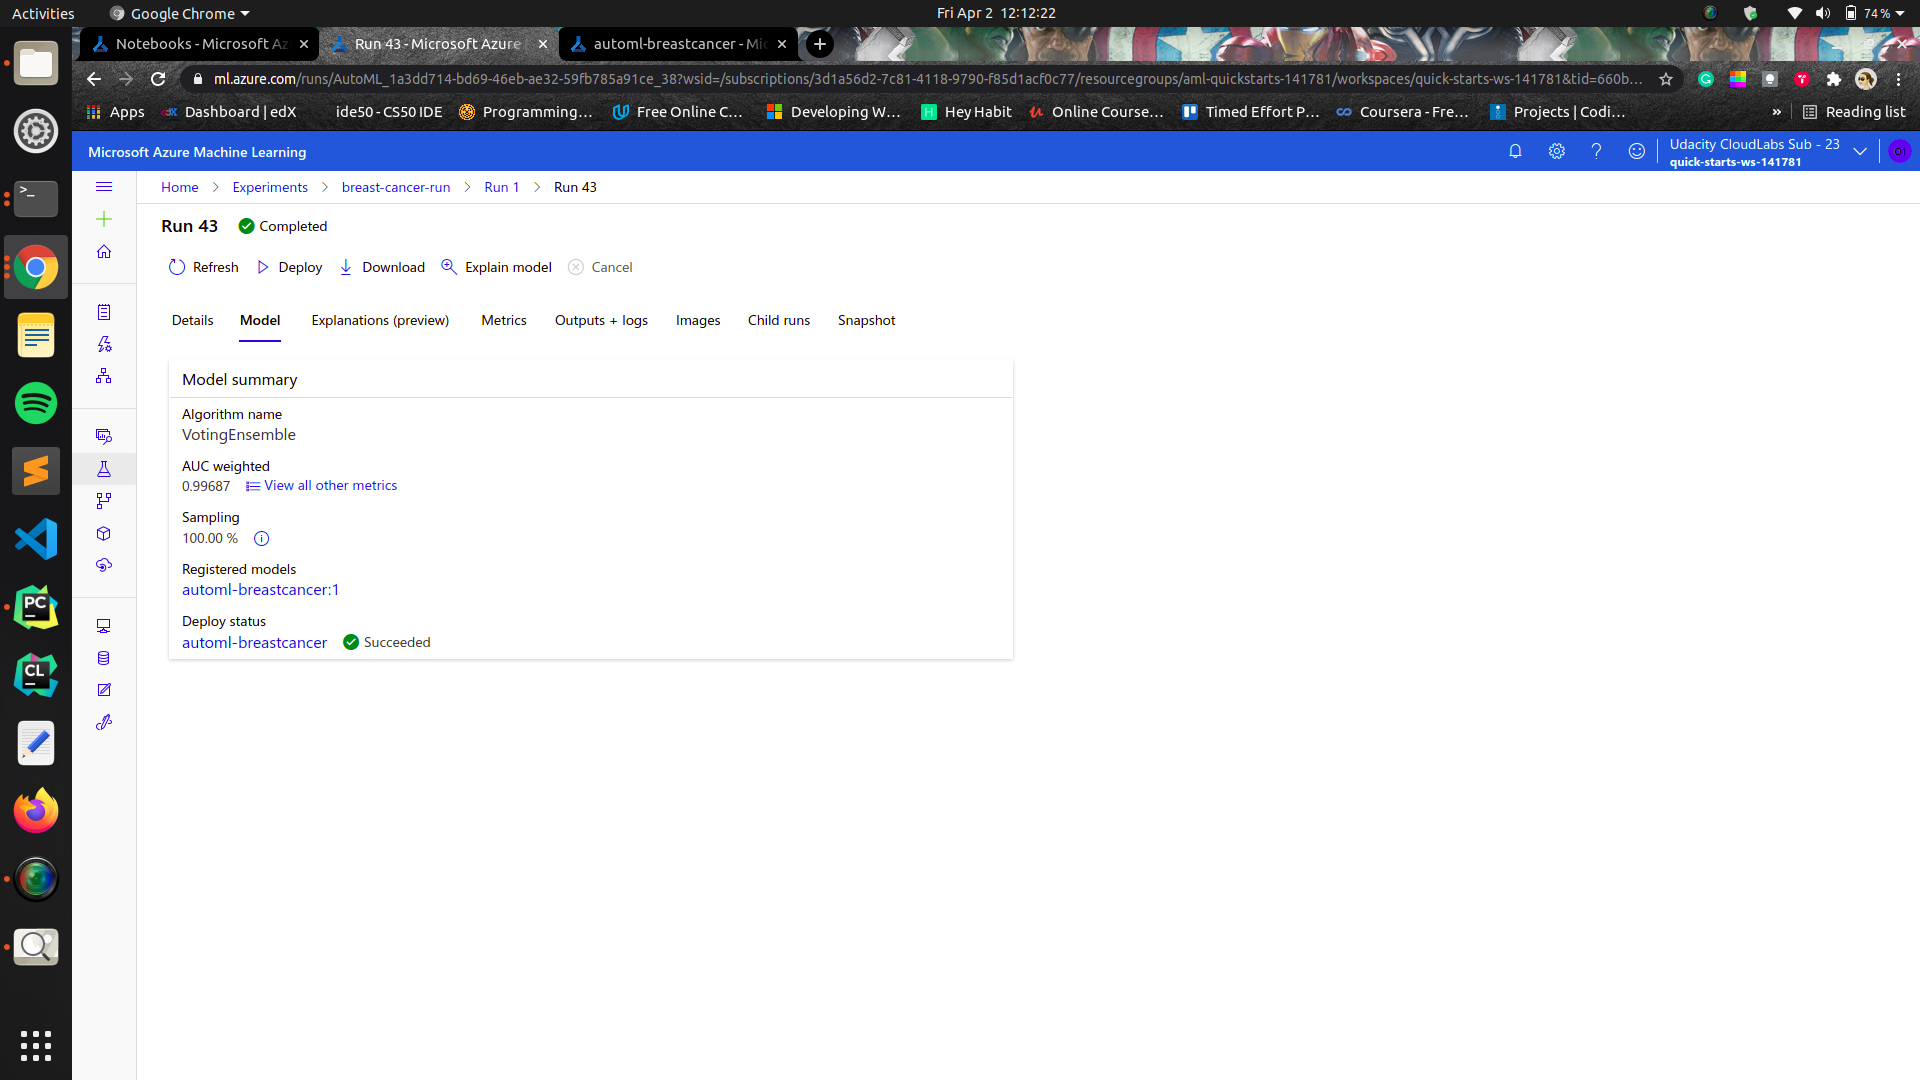 Activities
Google Chrome
Fri Apr 2 12:12:22
74 %
Notebooks - Microsoft Az
Run 43 - Microsoft Azure
automl-breastcancer - Mic
ml.azure.com/runs/AutoML_1a3dd714-bd69-46eb-ae32-59fb785a91ce_38?wsid=/subscriptions/3d1a56d2-7c81-4118-9790-f85d1acf0c77/resourcegroups/aml-quickstarts-141781/workspaces/quick-starts-ws-141781&tid=660b...
Apps
Dashboard | edX
ide50 - CS50 IDE
Programming...
Free Online C...
Developing W...
Hey Habit
Online Course...
Timed Effort P...
Coursera - Fre...
Projects | Codi...
»
Reading list
Microsoft Azure Machine Learning
Udacity CloudLabs Sub - 23
quick-starts-ws-141781
Home > Experiments > breast-cancer-run > Run 1 > Run 43
Run 43
Completed
Refresh
Deploy
Download
Explain model
Cancel
Details
Model
Explanations (preview)
Metrics
Outputs + logs
Images
Child runs
Snapshot
Model summary
Algorithm name
VotingEnsemble
AUC weighted
0.99687
View all other metrics
Sampling
100.00 %
Registered models
automl-breastcancer:1
Deploy status
automl-breastcancer
Succeeded